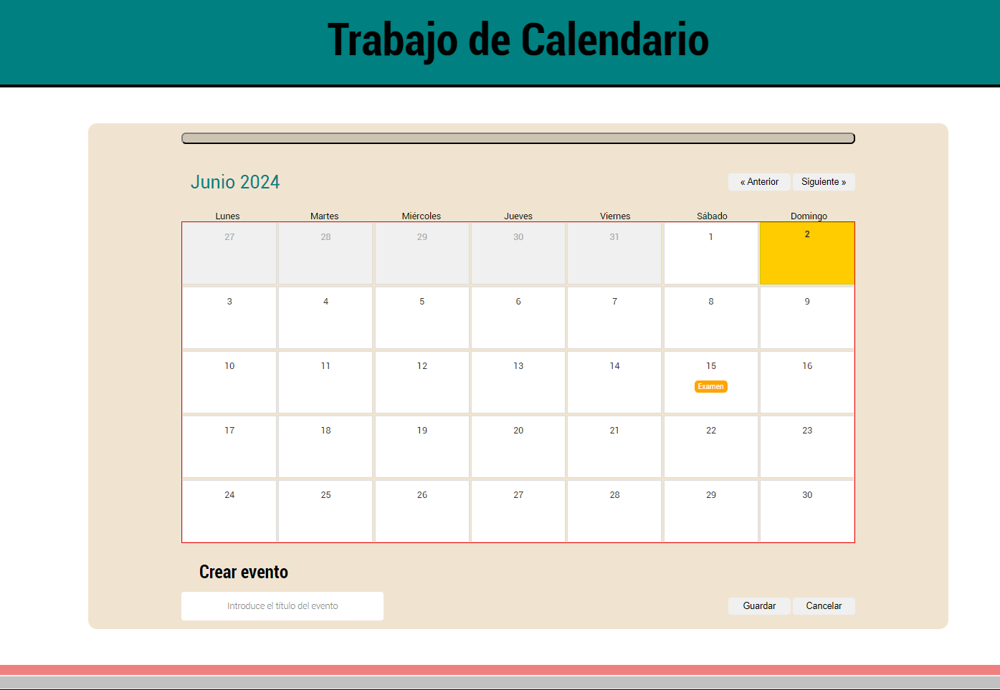 Trabajo de Calendario
Junio 2024
« Anterior Siguiente »
Lunes Martes Miércoles Jueves Viernes Sábado Domingo
27 28 29 30 31 1 2
3 4 5 6 7 8 9
10 11 12 13 14 15 16
Examen
17 18 19 20 21 22 23
24 25 26 27 28 29 30
Crear evento
Introduce el título del evento
Guardar Cancelar